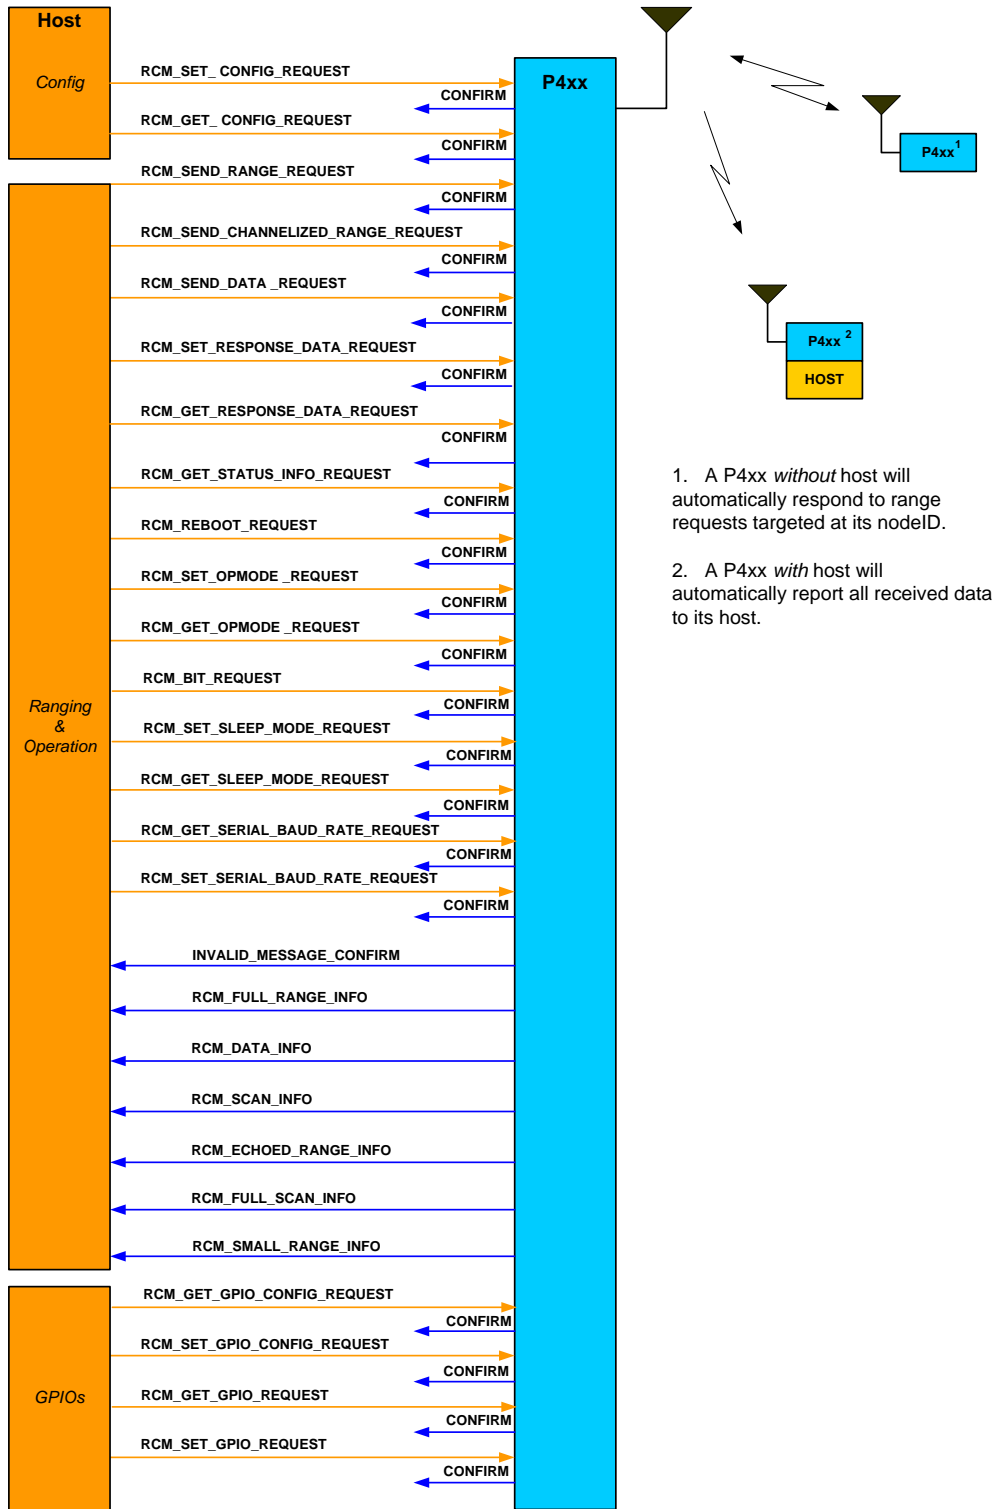 Host
Config
P4xx
RCM_SET_ CONFIG_REQUEST
CONFIRM
RCM_GET_ CONFIG_REQUEST
CONFIRM
RCM_SEND_RANGE_REQUEST
CONFIRM
RCM_SEND_CHANNELIZED_RANGE_REQUEST
CONFIRM
RCM_SEND_DATA _REQUEST
CONFIRM
RCM_SET_RESPONSE_DATA_REQUEST
CONFIRM
RCM_GET_RESPONSE_DATA_REQUEST
CONFIRM
RCM_GET_STATUS_INFO_REQUEST
CONFIRM
RCM_REBOOT_REQUEST
CONFIRM
RCM_SET_OPMODE _REQUEST
CONFIRM
RCM_GET_OPMODE _REQUEST
CONFIRM
RCM_BIT_REQUEST
CONFIRM
Ranging
&
Operation
RCM_SET_SLEEP_MODE_REQUEST
CONFIRM
RCM_GET_SLEEP_MODE_REQUEST
CONFIRM
RCM_GET_SERIAL_BAUD_RATE_REQUEST
CONFIRM
RCM_SET_SERIAL_BAUD_RATE_REQUEST
CONFIRM
INVALID_MESSAGE_CONFIRM
RCM_FULL_RANGE_INFO
RCM_DATA_INFO
RCM_SCAN_INFO
RCM_ECHOED_RANGE_INFO
RCM_FULL_SCAN_INFO
RCM_SMALL_RANGE_INFO
RCM_GET_GPIO_CONFIG_REQUEST
CONFIRM
RCM_SET_GPIO_CONFIG_REQUEST
CONFIRM
GPIOs
RCM_GET_GPIO_REQUEST
CONFIRM
RCM_SET_GPIO_REQUEST
CONFIRM
P4xx 1
P4xx 2
HOST
1. A P4xx without host will
automatically respond to range
requests targeted at its nodeID.
2. A P4xx with host will
automatically report all received data
to its host.